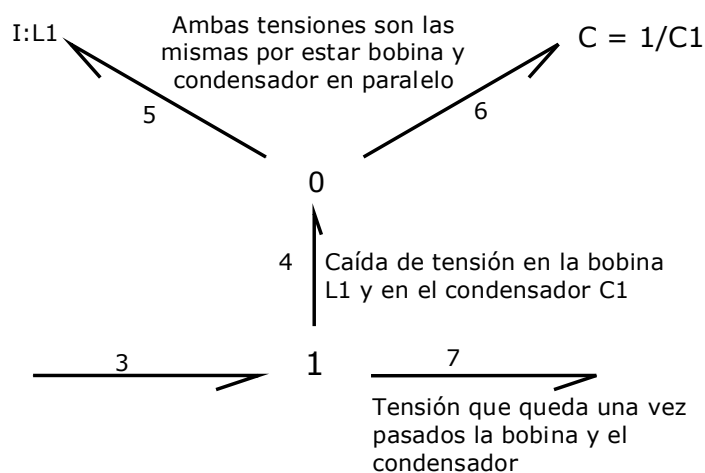 I:L1
Ambas tensiones son las
mismas por estar bobina y
condensador en paralelo
C = 1/C1
5
6
0
4
Caída de tensión en la bobina
L1 y en el condensador C1
3
1
7
Tensión que queda una vez
pasados la bobina y el
condensador